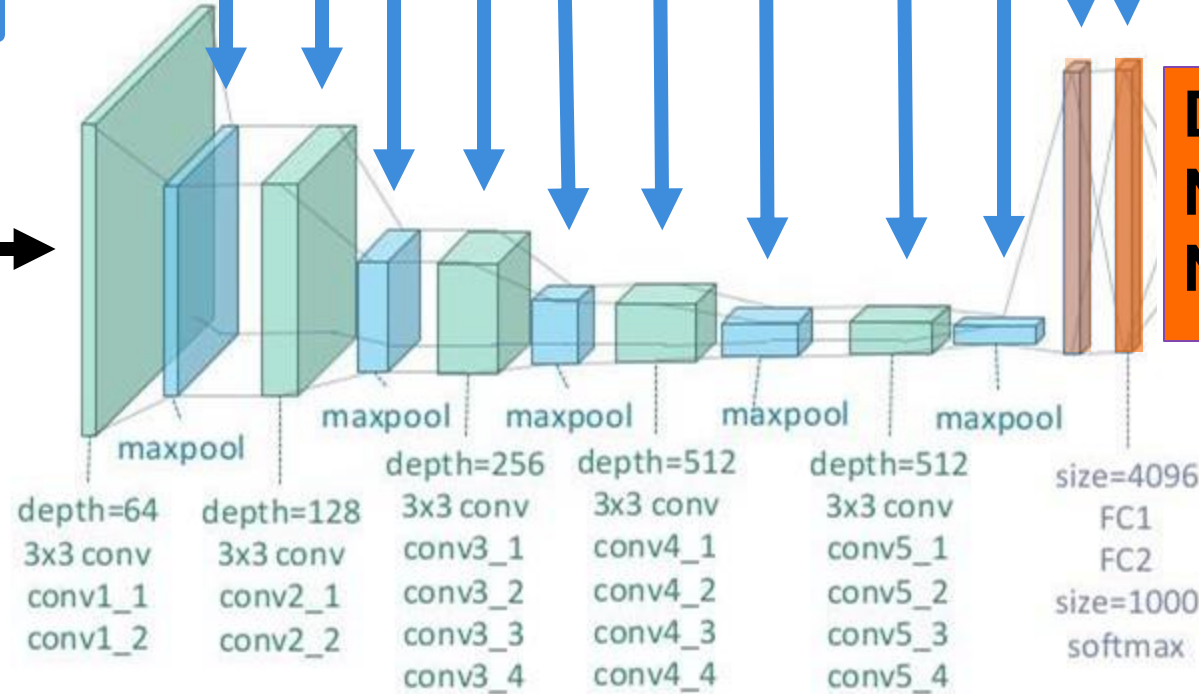 maxpool
depth=64
3x3 conv
conv1_1
conv1_2
depth=128
3x3 conv
conv2_1
conv2_2
maxpool
depth=256
3x3 conv
conv3_1
conv3_2
conv3_3
conv3_4
maxpool
depth=512
3x3 conv
conv4_1
conv4_2
conv4_3
conv4_4
maxpool
depth=512
3x3 conv
conv5_1
conv5_2
conv5_3
conv5_4
maxpool
size=4096
FC1
FC2
size=1000
softmax